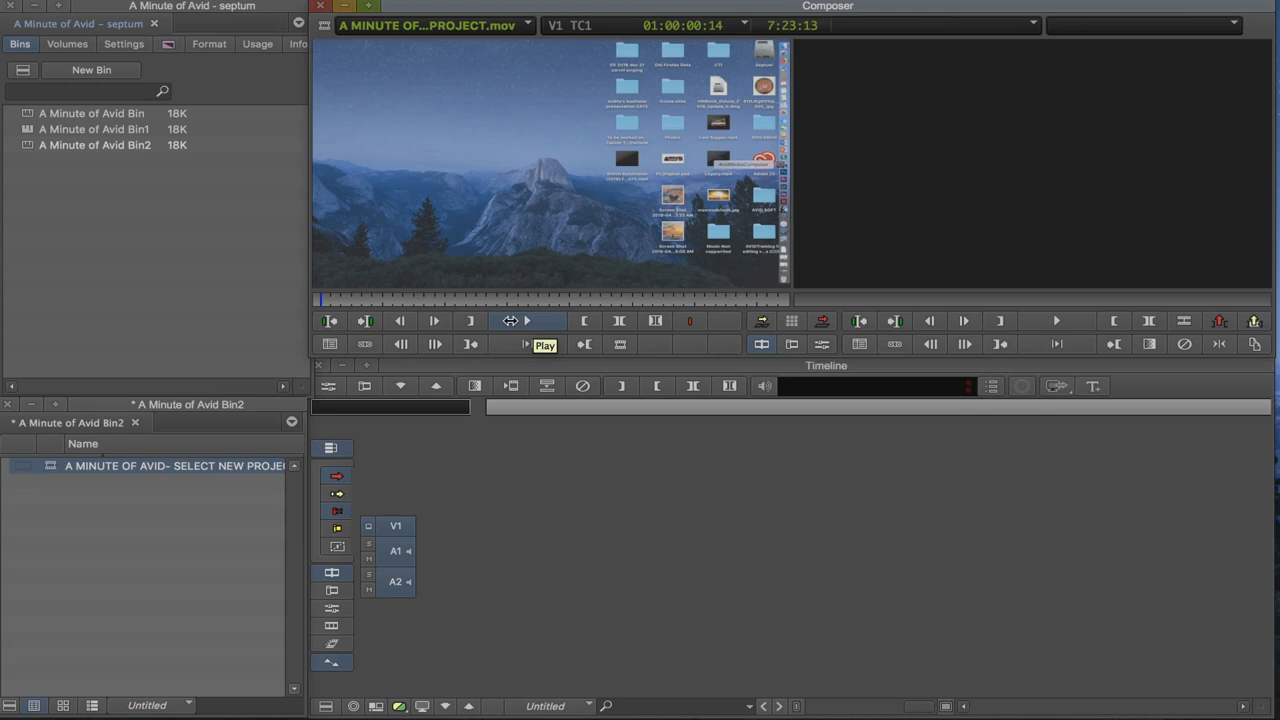 A Minute of Avid - septum
Composer
A Minute of Avid – septum
A MINUTE OF...PROJECT.mov
V1 TC1
01:00:00:14
7:23:13
Bins
Volumes
Settings
Format
Usage
Info
New Bin
A Minute of Avid Bin
18K
A Minute of Avid Bin1
18K
A Minute of Avid Bin2
18K
Play
Timeline
* A Minute of Avid Bin2
* A Minute of Avid Bin2
Name
A MINUTE OF AVID- SELECT NEW PROJE
V1
S
A1
M
S
A2
M
Untitled
Untitled